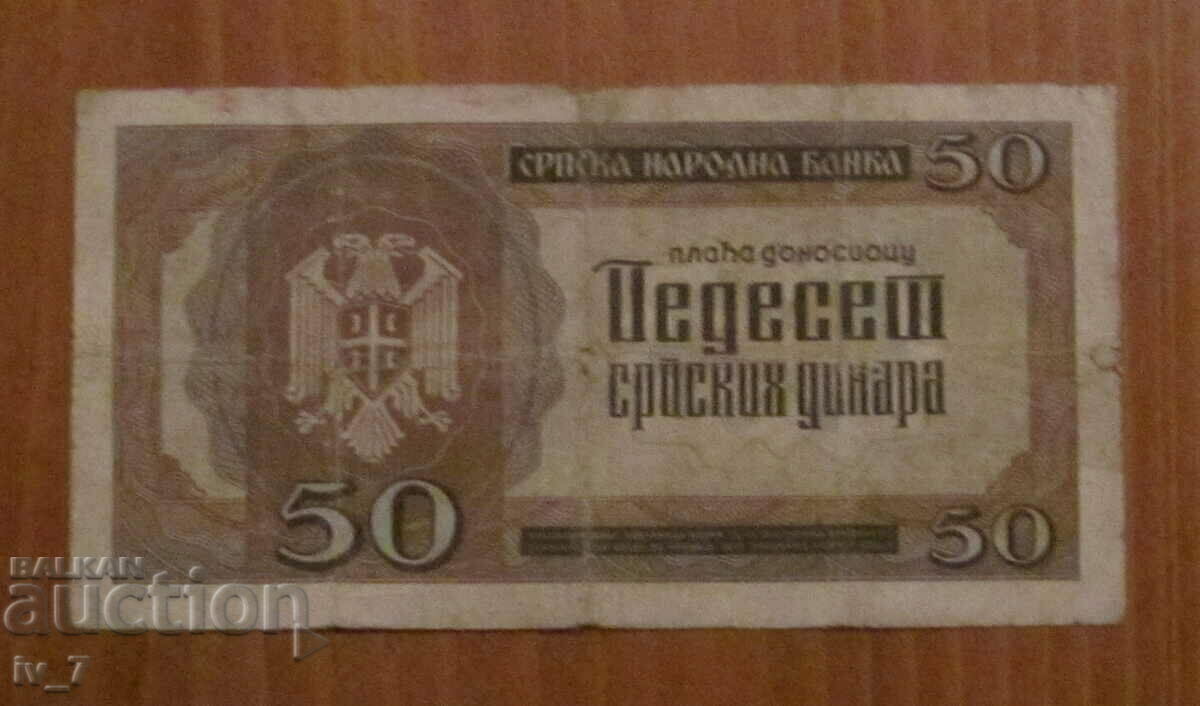 СРПСКА НАРОДНА БАНКА
50
плаћа доносиоцу
Педесет
српских динара
50
50
BALKAN
auction
iv_7